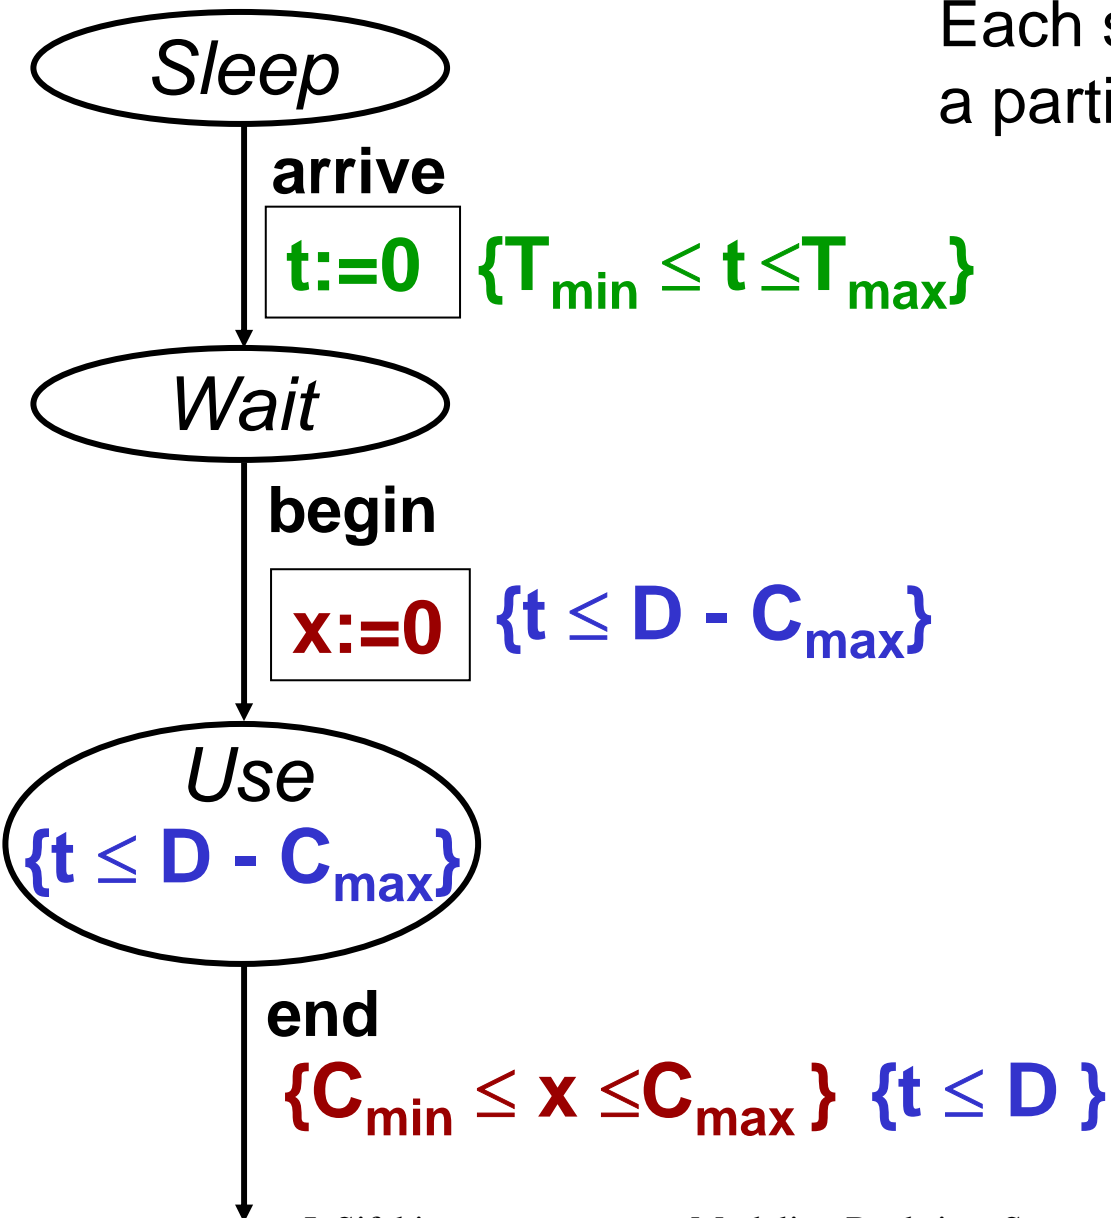 Each
a parti
Sleep
arrive
t:=0 {Tmin ≤ t ≤Tmax}
Wait
begin
x:=0 {t ≤ D - Cmax}
Use
{t ≤ D - Cmax}
end
{Cmin ≤ x ≤Cmax } {t ≤ D }